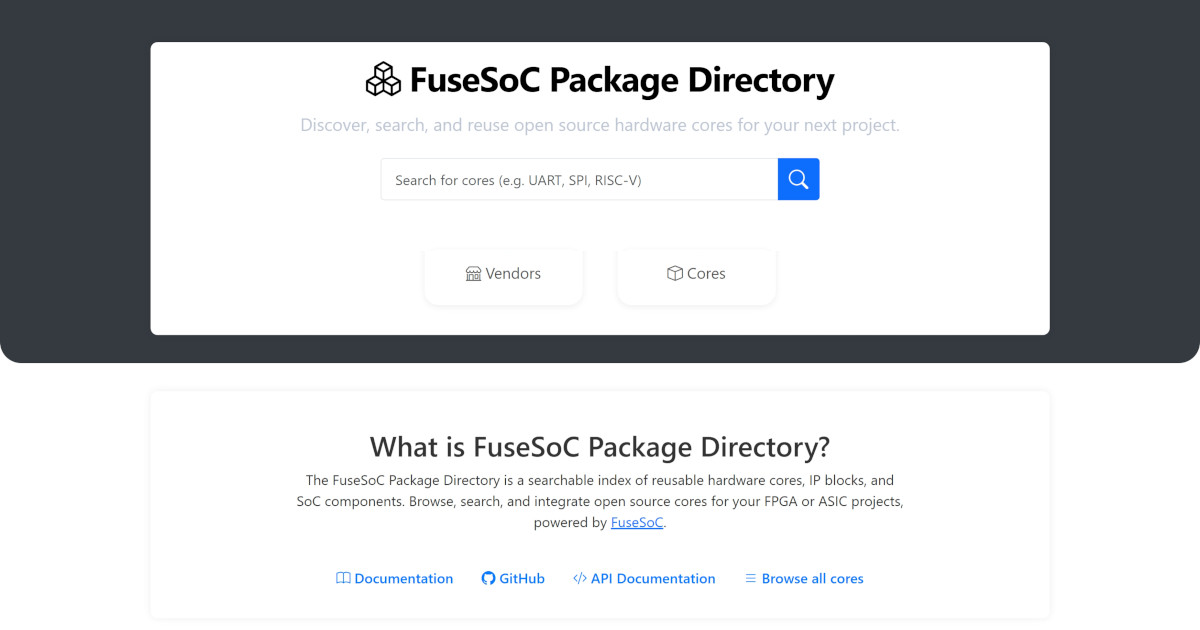 FuseSoC Package Directory
Discover, search, and reuse open source hardware cores for your next project.
Search for cores (e.g. UART, SPI, RISC-V)
Vendors
Cores
What is FuseSoC Package Directory?
The FuseSoC Package Directory is a searchable index of reusable hardware cores, IP blocks, and
SoC components. Browse, search, and integrate open source cores for your FPGA or ASIC projects,
powered by FuseSoC.
Documentation
GitHub
API Documentation
Browse all cores